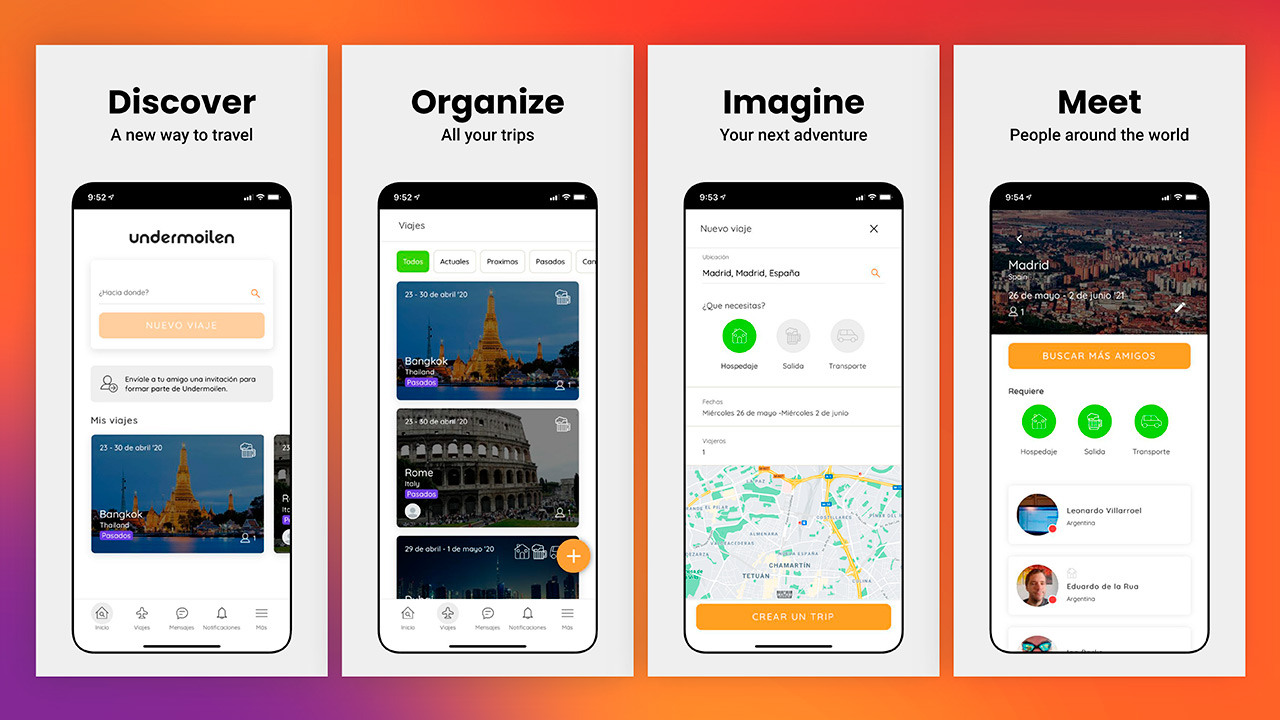 Discover
A new way to travel
9:52
undermoilen
¿Hacia donde?
NUEVO VIAJE
Envíale a tu amigo una invitación para
formar parte de Undermoilen.
Mis viajes
23 - 30 de abril '20
23
Bangkok
Thailand
Pasados
1
Inicio
Viajes
Mensajes
Notificaciones
Más
Organize
All your trips
9:52
Viajes
Todos
Actuales
Proximos
Pasados
Can
23 - 30 de abril '20
Bangkok
Thailand
Pasados
1
23 - 30 de abril '20
Rome
Italy
Pasados
1
29 de abril - 1 de mayo '20
Inicio
Viajes
Mensajes
Notificaciones
Más
Imagine
Your next adventure
9:53
Nuevo viaje
Ubicación
Madrid, Madrid, España
¿Que necesitas?
Hospedaje
Salida
Transporte
Fechas
Miércoles 26 de mayo -Miércoles 2 de junio
Viajeros
1
COSTILLARES
ALMENARA
NUEVA ESPAÑA
CHAMARTÍN
TETUÁN
CREAR UN TRIP
Meet
People around the world
9:54
Madrid
Spain
26 de mayo - 2 de junio '21
1
BUSCAR MÁS AMIGOS
Requiere
Hospedaje
Salida
Transporte
Leonardo Villarroel
Argentina
Eduardo de la Rua
Argentina